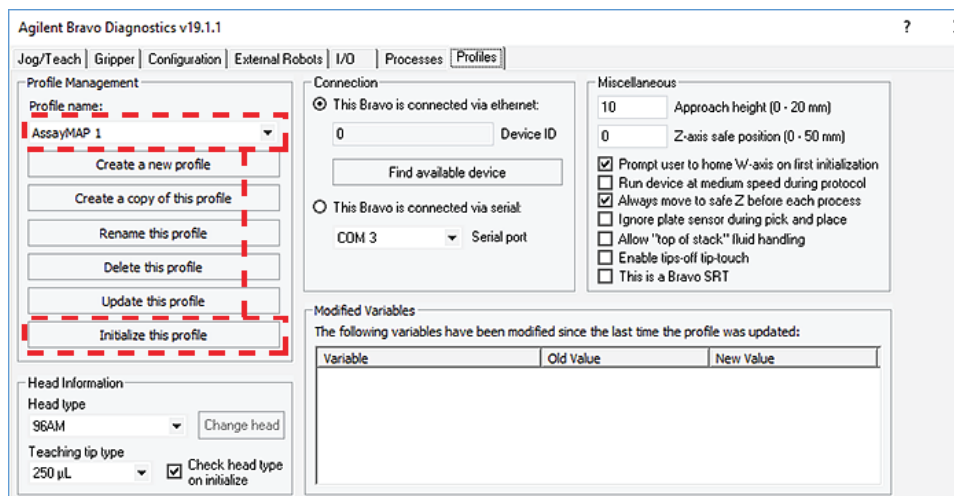 Agilent Bravo Diagnostics v19.1.1
?
Jog/Teach Gripper Configuration External Robots I/O Processes Profiles
Profile Management
Profile name:
AssayMAP 1
Create a new profile
Create a copy of this profile
Rename this profile
Delete this profile
Update this profile
Initialize this profile
Head Information
Head type
96AM
Change head
Teaching tip type
250 µL
Check head type
on initialize
Connection
This Bravo is connected via ethernet:
0 Device ID
Find available device
This Bravo is connected via serial:
COM 3 Serial port
Miscellaneous
10 Approach height (0 - 20 mm)
0 Z-axis safe position (0 - 50 mm)
Prompt user to home W-axis on first initialization
Run device at medium speed during protocol
Always move to safe Z before each process
Ignore plate sensor during pick and place
Allow "top of stack" fluid handling
Enable tips-off tip-touch
This is a Bravo SRT
Modified Variables
The following variables have been modified since the last time the profile was updated:
Variable Old Value New Value